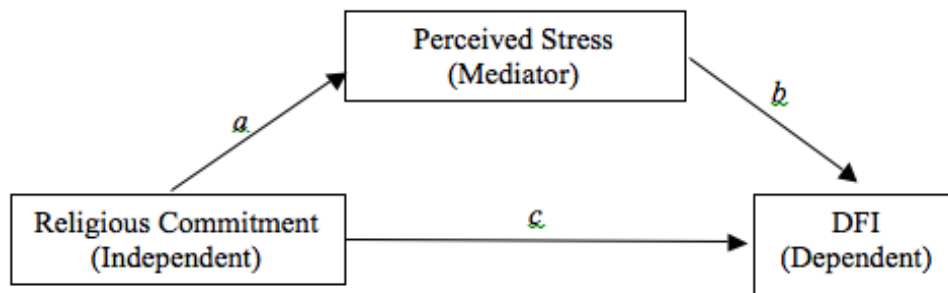 Perceived Stress
(Mediator)
a
b
Religious Commitment
(Independent)
c
DFI
(Dependent)